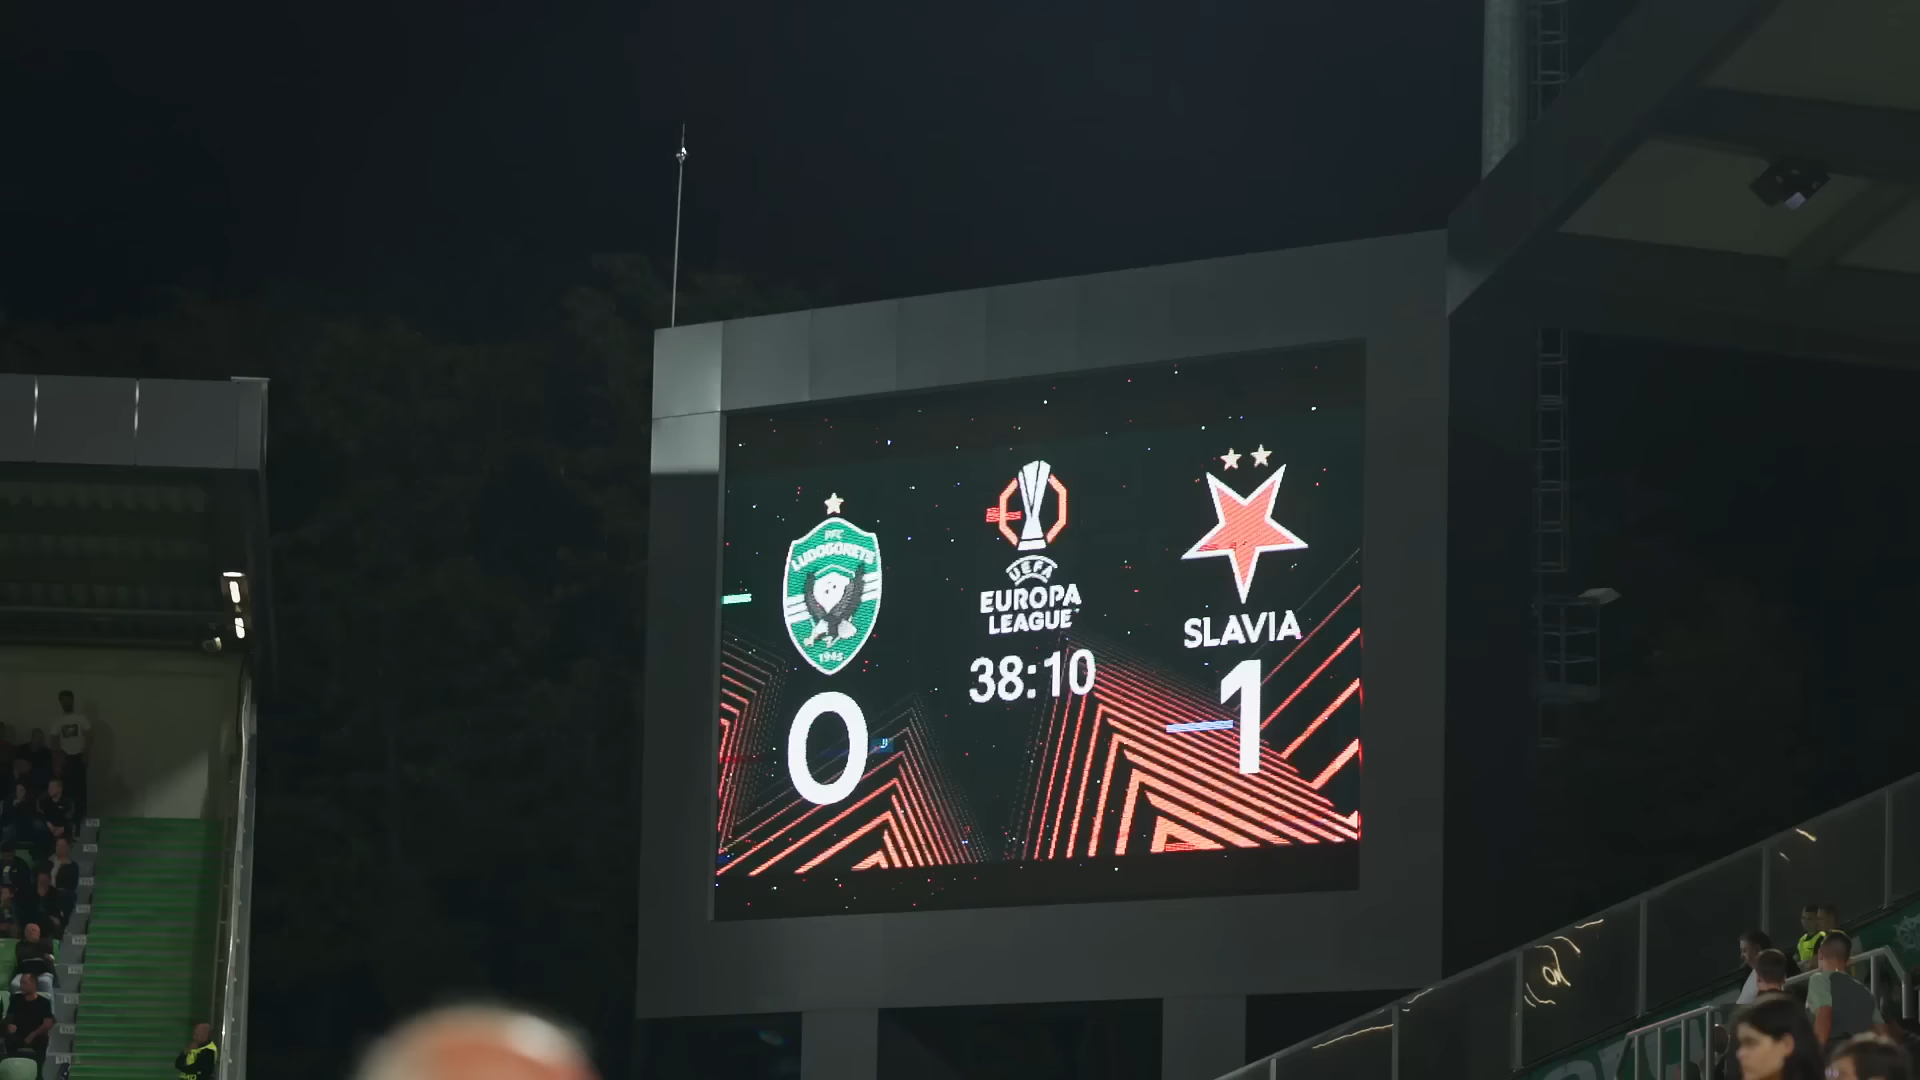 PFC
LUDOGORETS
1945
0
UEFA
EUROPA
LEAGUE
38:10
SLAVIA
1